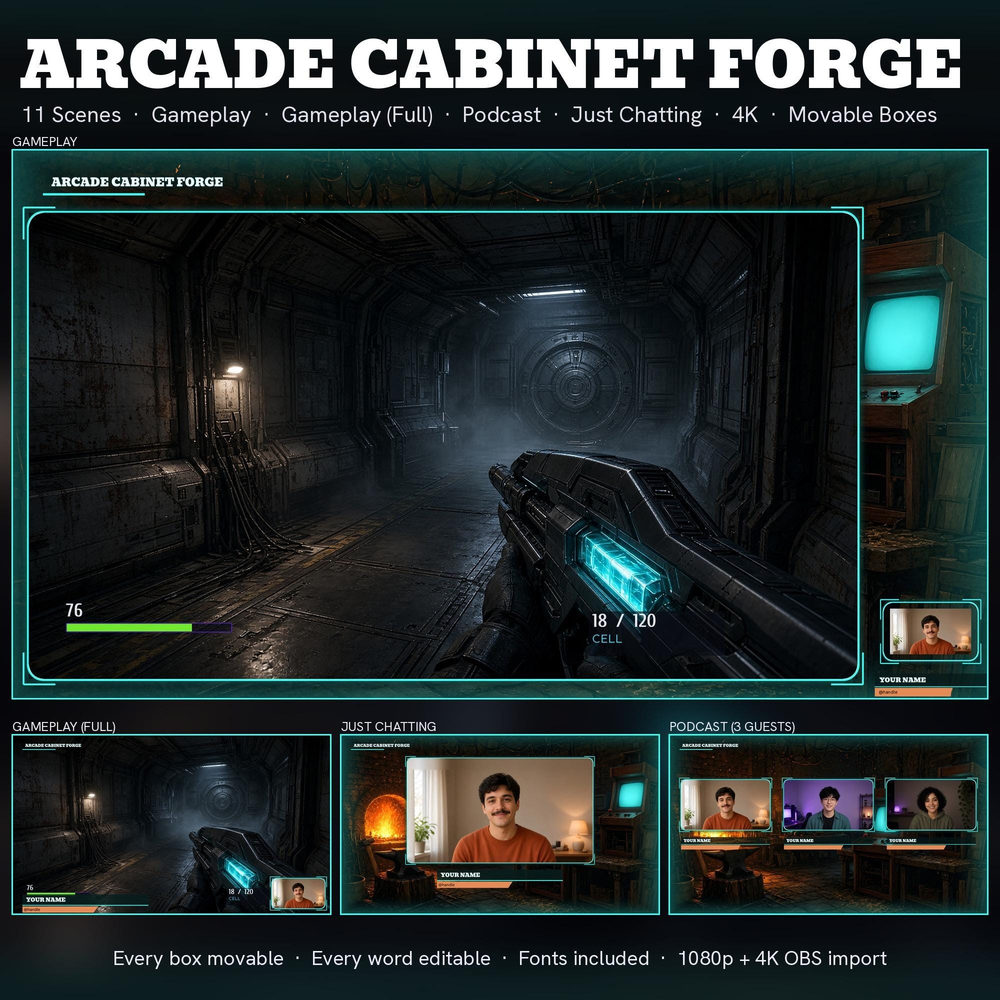 ARCADE CABINET FORGE
11 Scenes · Gameplay · Gameplay (Full) · Podcast · Just Chatting · 4K · Movable Boxes
GAMEPLAY
ARCADE CABINET FORGE
76
18 / 120
CELL
YOUR NAME
@handle
GAMEPLAY (FULL)
ARCADE CABINET FORGE
76
18 / 120
CELL
YOUR NAME
@handle
JUST CHATTING
ARCADE CABINET FORGE
YOUR NAME
@handle
PODCAST (3 GUESTS)
ARCADE CABINET FORGE
YOUR NAME
YOUR NAME
YOUR NAME
Every box movable · Every word editable · Fonts included · 1080p + 4K OBS import